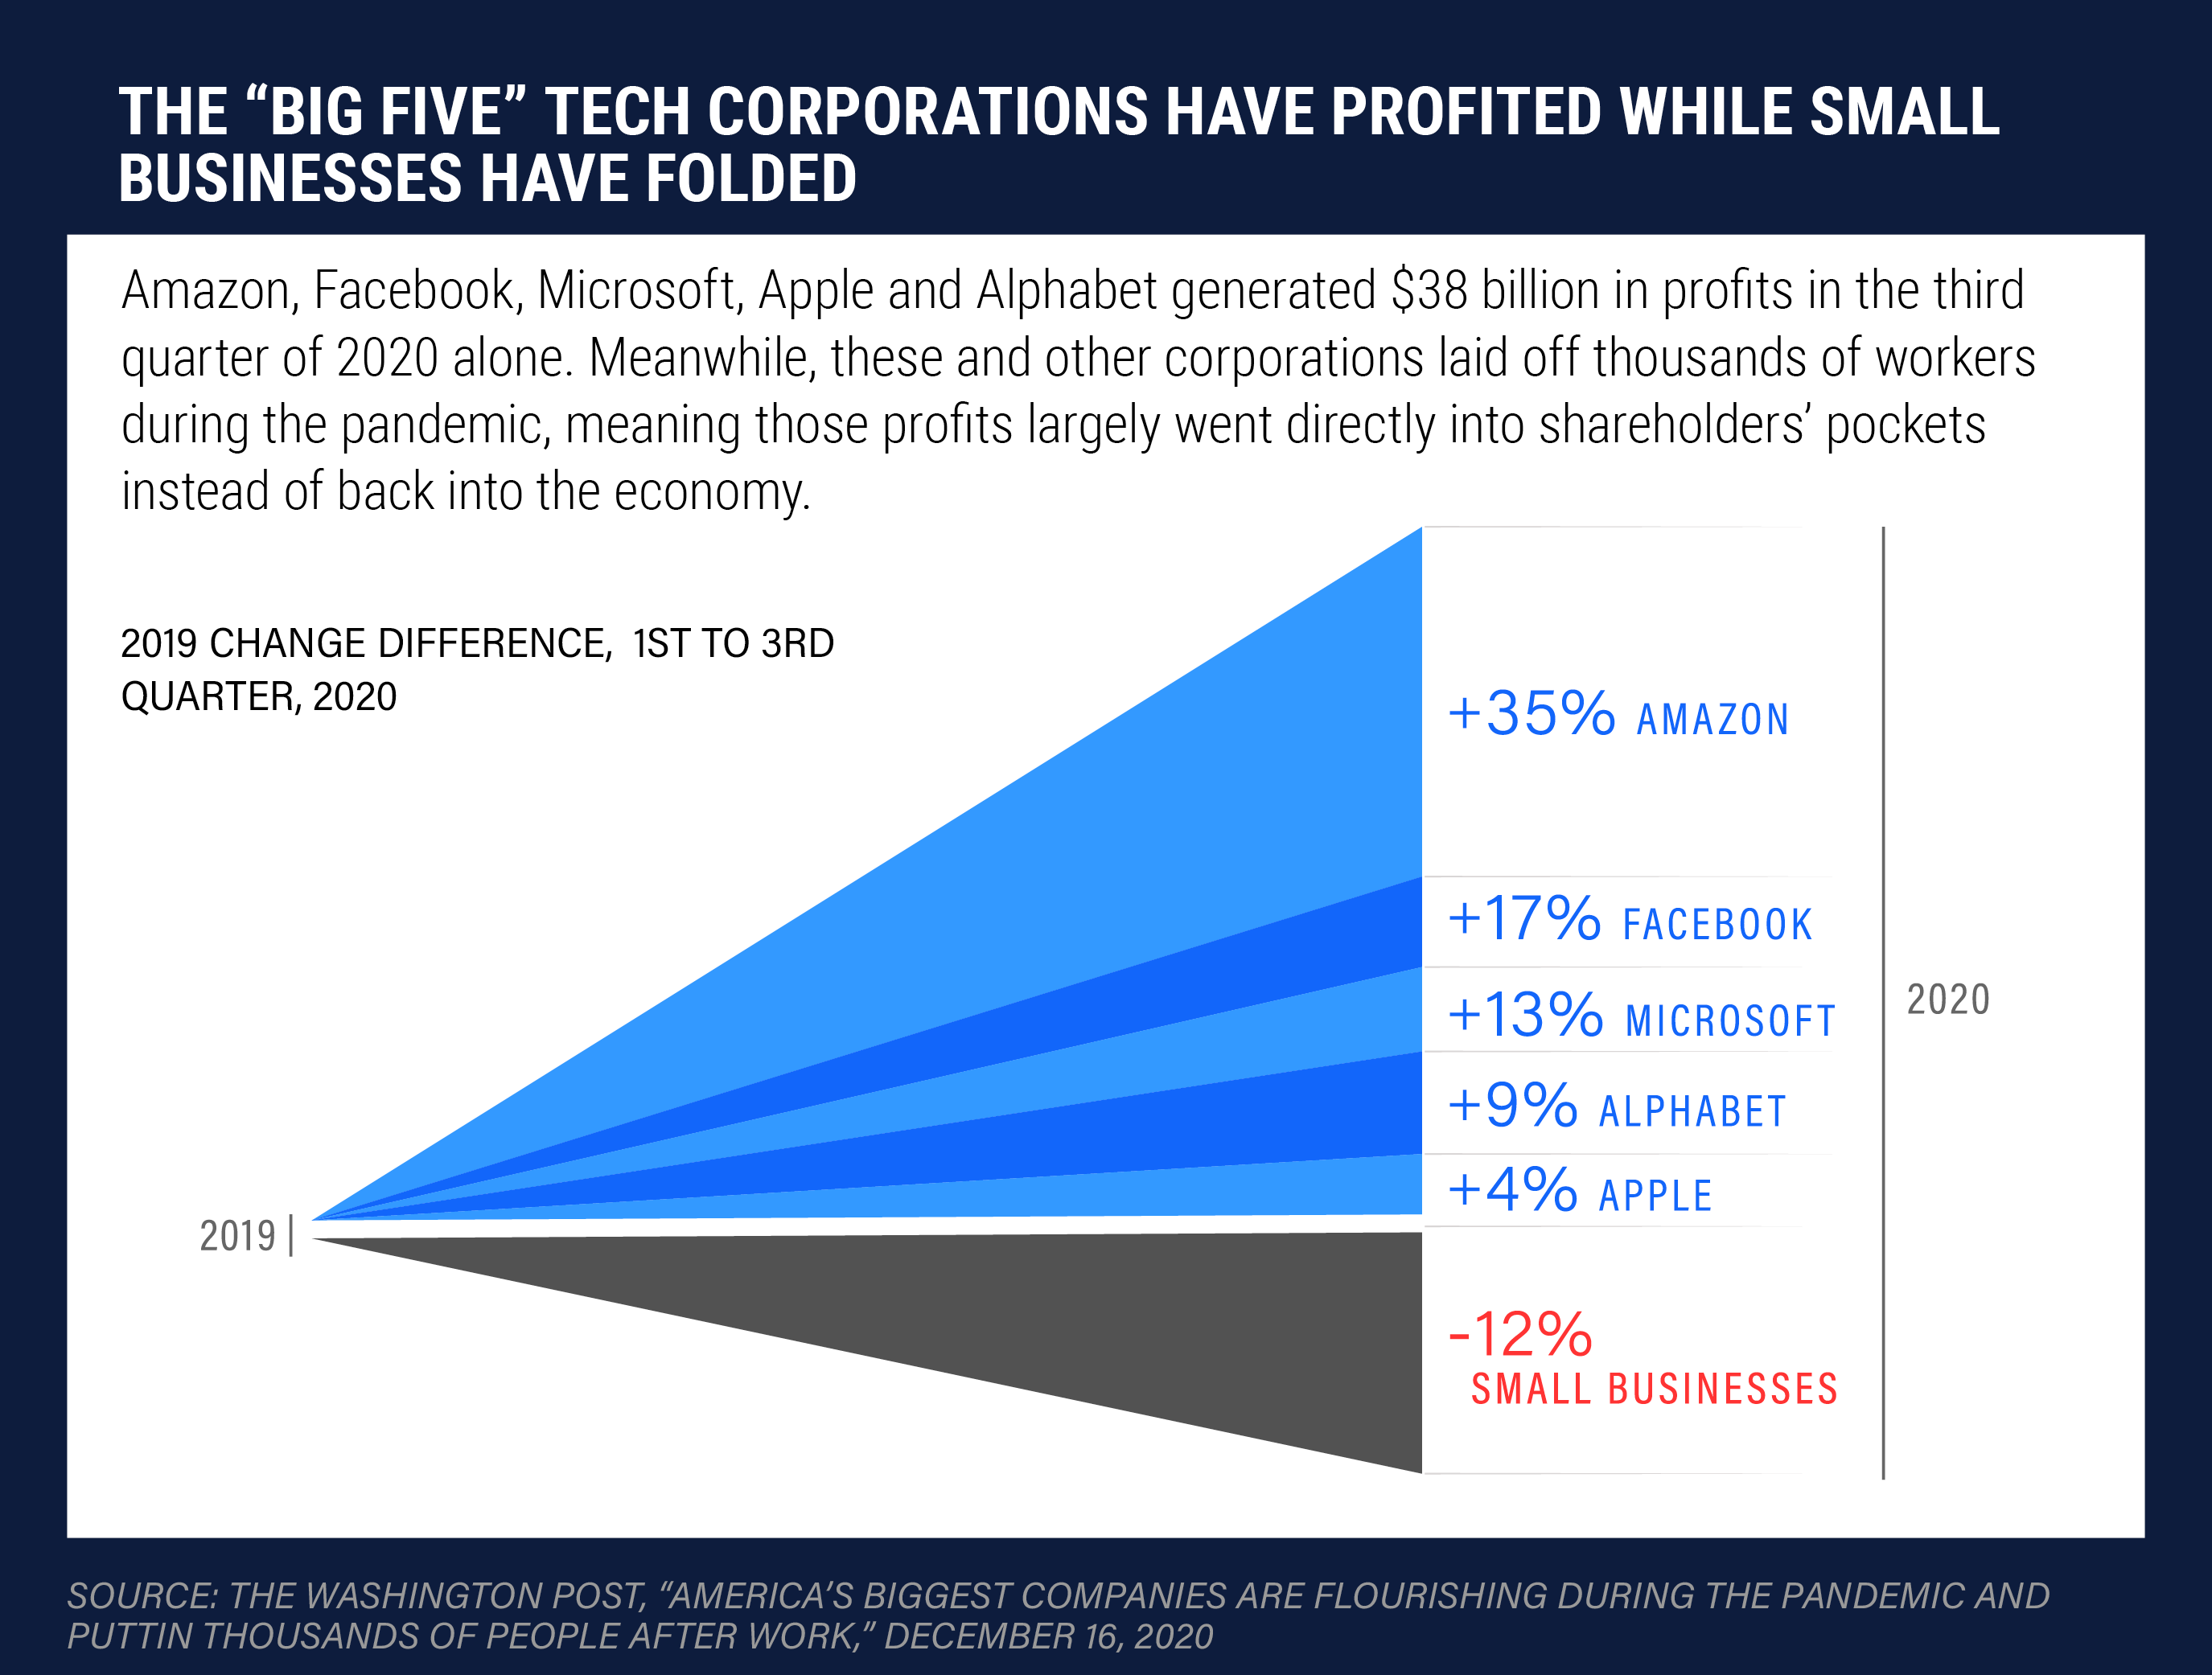 THE “BIG FIVE” TECH CORPORATIONS HAVE PROFITED WHILE SMALL
BUSINESSES HAVE FOLDED
Amazon, Facebook, Microsoft, Apple and Alphabet generated $38 billion in profits in the third
quarter of 2020 alone. Meanwhile, these and other corporations laid off thousands of workers
during the pandemic, meaning those profits largely went directly into shareholders’ pockets
instead of back into the economy.
2019 CHANGE DIFFERENCE, 1ST TO 3RD
QUARTER, 2020
+35% AMAZON
+17% FACEBOOK
+13% MICROSOFT
2020
+9% ALPHABET
+4% APPLE
2019
-12%
SMALL BUSINESSES
SOURCE: THE WASHINGTON POST, “AMERICA’S BIGGEST COMPANIES ARE FLOURISHING DURING THE PANDEMIC AND
PUTTIN THOUSANDS OF PEOPLE AFTER WORK,” DECEMBER 16, 2020